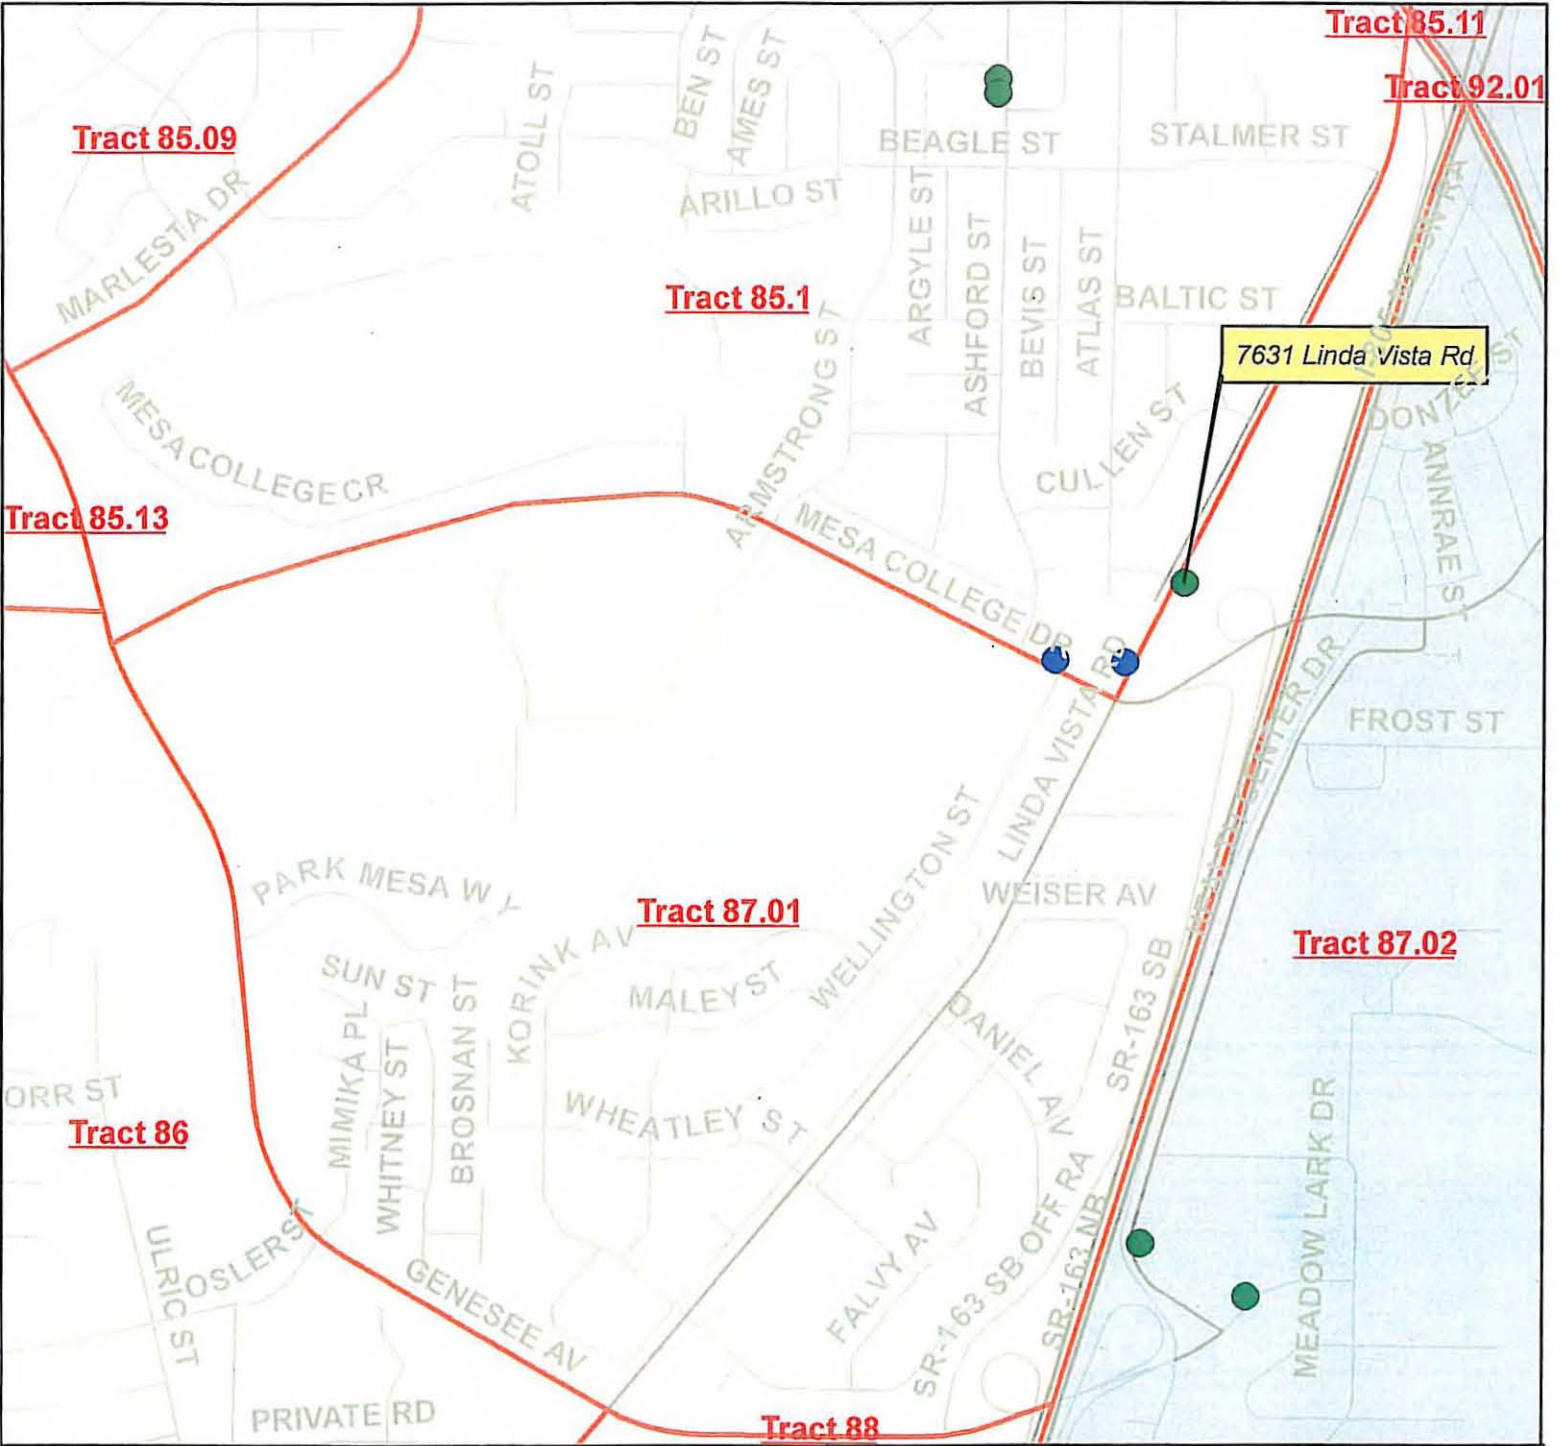 Tract 85.11
Tract 92.01
Tract 85.09
BEN ST
AMES ST
ATOLL ST
BEAGLE ST
STALMER ST
ARILLO ST
MARLESTA DR
ARGYLE ST
ASHFORD ST
BEVIS ST
ATLAS ST
BALTIC ST
Tract 85.1
7631 Linda Vista Rd
DONZEE ST
ANNRAE ST
ARMSTRONG ST
CULLEN ST
MESA COLLEGE CR
Tract 85.13
MESA COLLEGE DR
LINDA VISTA RD
CENTER DR
FROST ST
WELLINGTON ST
WEISER AV
PARK MESA WY
Tract 87.01
Tract 87.02
KORINK AV
SUN ST
MALEY ST
MIMIKA PL
WHITNEY ST
BROSNAN ST
DANIEL AV
SR-163 SB
ORR ST
WHEATLEY ST
Tract 86
MEADOW LARK DR
ULRIC ST
OSLER ST
GENESEE AV
FALVY AV
SR-163 SB OFF RA
SR-163 NB
PRIVATE RD
Tract 88